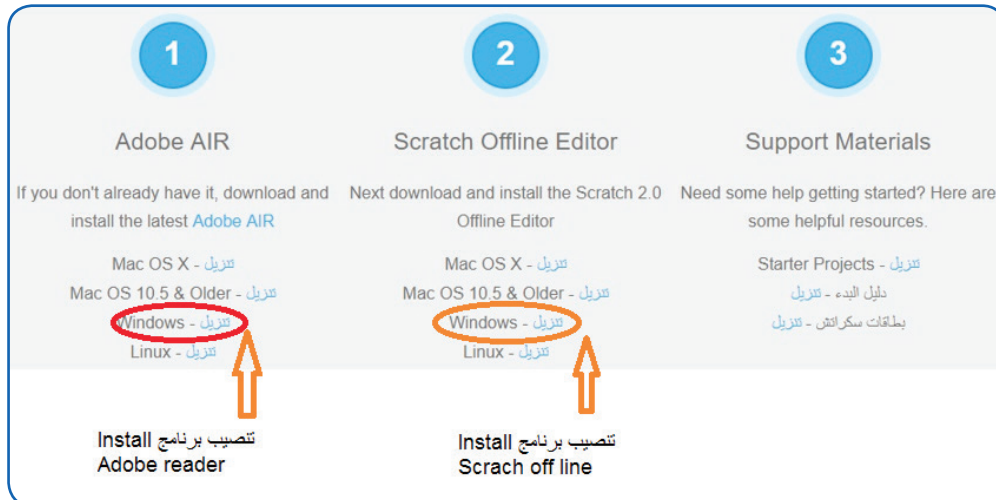 1
Adobe AIR
If you don't already have it, download and
install the latest Adobe AIR
Mac OS X - تنزيل
Mac OS 10.5 & Older - تنزيل
Windows - تنزيل
Linux - تنزيل
تنصيب برنامج Install
Adobe reader
2
Scratch Offline Editor
Next download and install the Scratch 2.0
Offline Editor
Mac OS X - تنزيل
Mac OS 10.5 & Older - تنزيل
Windows - تنزيل
Linux - تنزيل
تنصيب برنامج Install
Scrach off line
3
Support Materials
Need some help getting started? Here are
some helpful resources.
Starter Projects - تنزيل
دليل البدء - تنزيل
بطاقات سكراتش - تنزيل